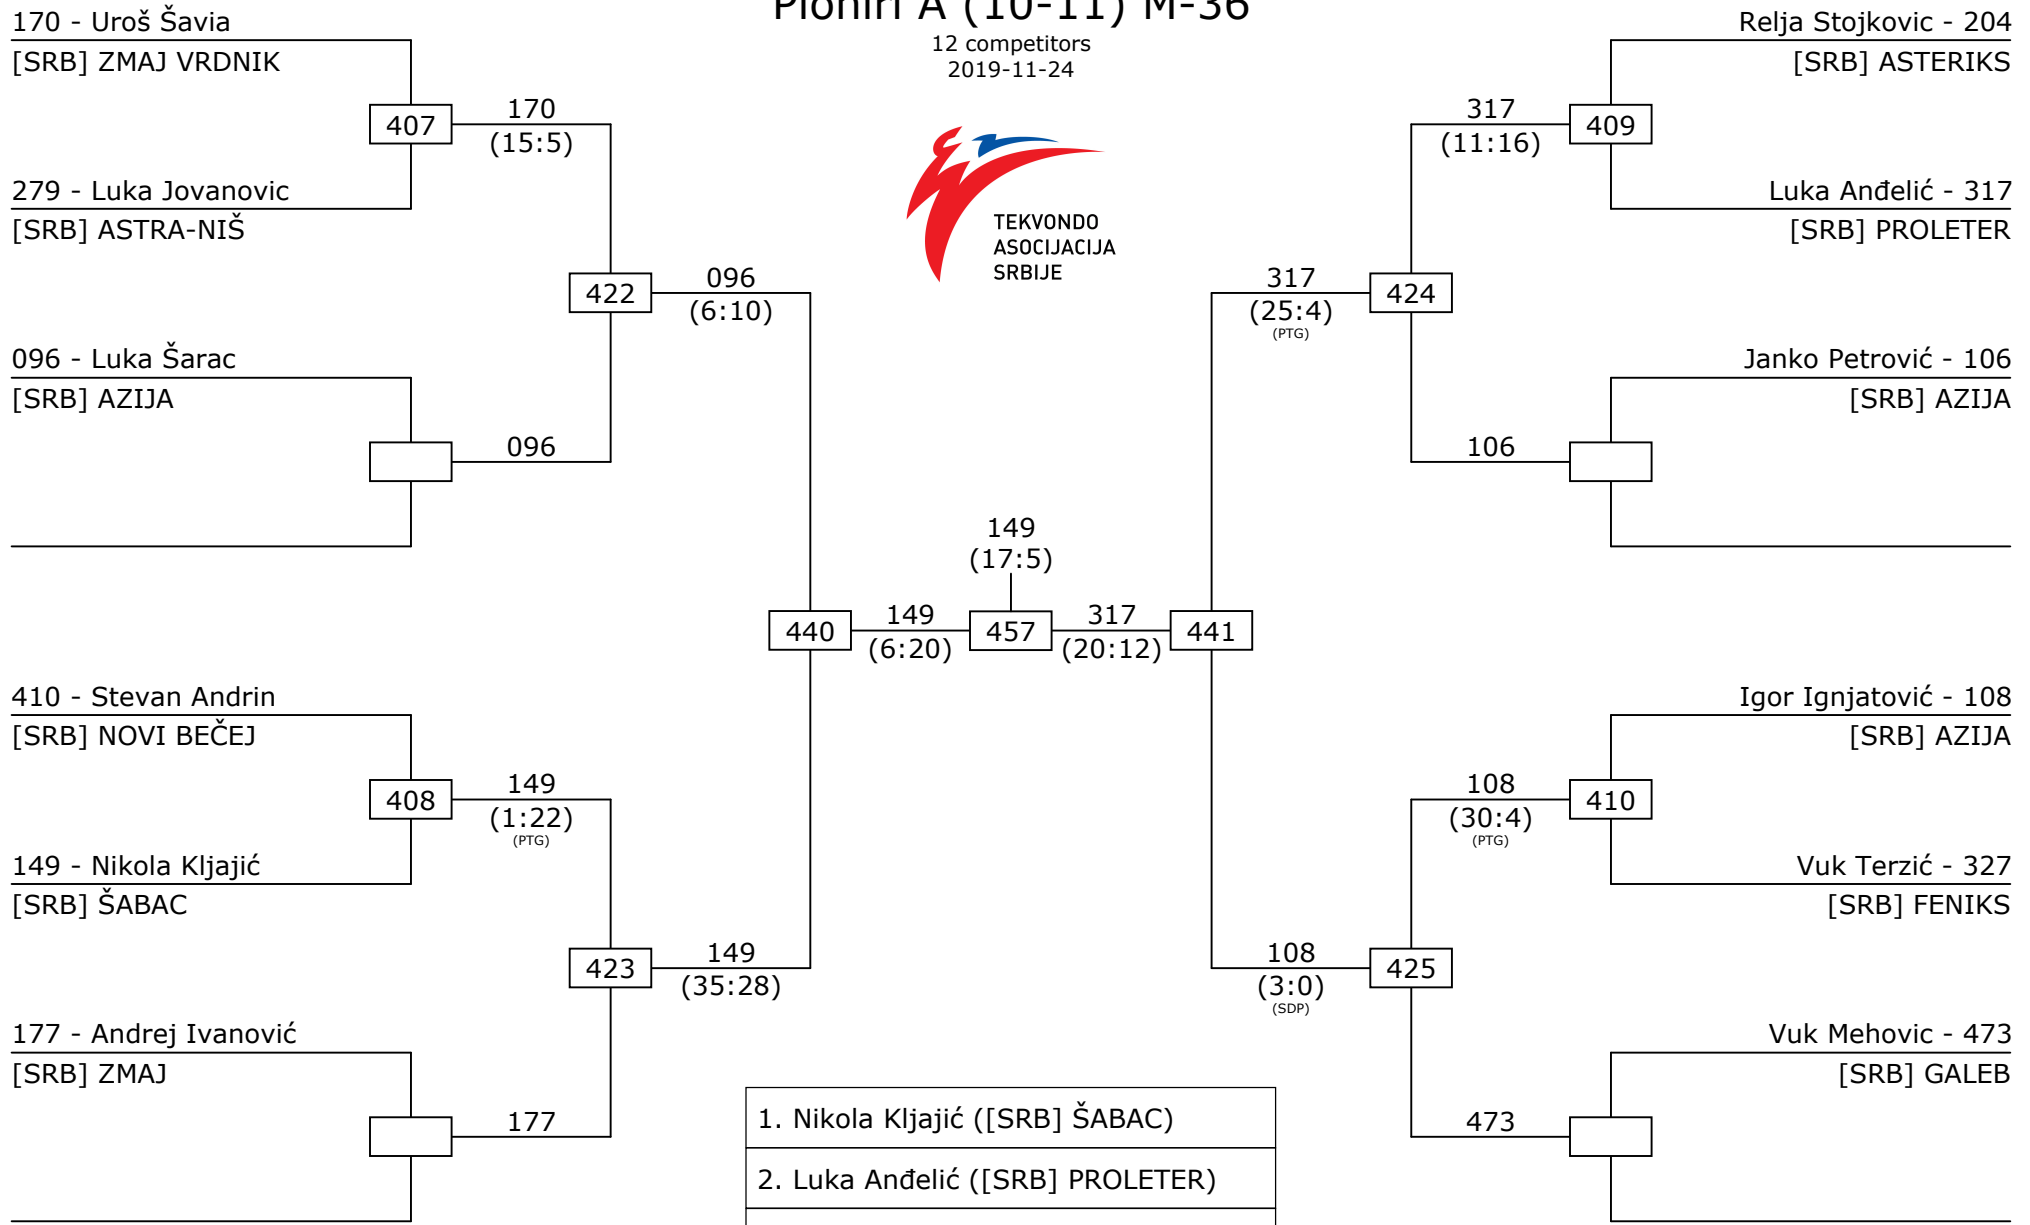 Pioniri A (10-11) M-36
12 competitors
2019-11-24
TEKVONDO
ASOCIJACIJA
SRBIJE
170 - Uroš Šavia
[SRB] ZMAJ VRDNIK
407
170
(15:5)
279 - Luka Jovanovic
[SRB] ASTRA-NIŠ
422
096
(6:10)
096 - Luka Šarac
[SRB] AZIJA
096
410 - Stevan Andrin
[SRB] NOVI BEČEJ
408
149
(1:22)
(PTG)
149 - Nikola Kljajić
[SRB] ŠABAC
423
149
(35:28)
177 - Andrej Ivanović
[SRB] ZMAJ
177
440
149
(6:20)
149
(17:5)
457
317
(20:12)
441
Relja Stojkovic - 204
[SRB] ASTERIKS
317
(11:16)
409
Luka Anđelić - 317
[SRB] PROLETER
317
(25:4)
(PTG)
424
Janko Petrović - 106
[SRB] AZIJA
106
Igor Ignjatović - 108
[SRB] AZIJA
108
(30:4)
(PTG)
410
Vuk Terzić - 327
[SRB] FENIKS
108
(3:0)
(SDP)
425
Vuk Mehovic - 473
[SRB] GALEB
473
1. Nikola Kljajić ([SRB] ŠABAC)
2. Luka Anđelić ([SRB] PROLETER)